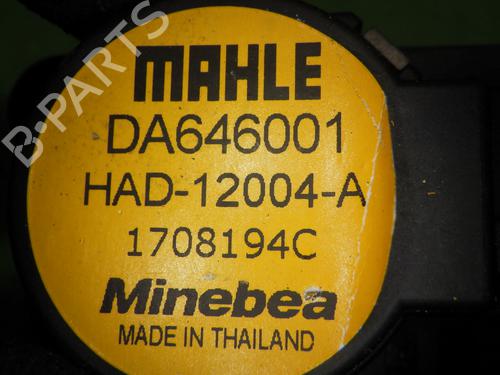 B-PARTS
MAHLE
DA646001
HAD-12004-A
1708194C
Minebea
MADE IN THAILAND